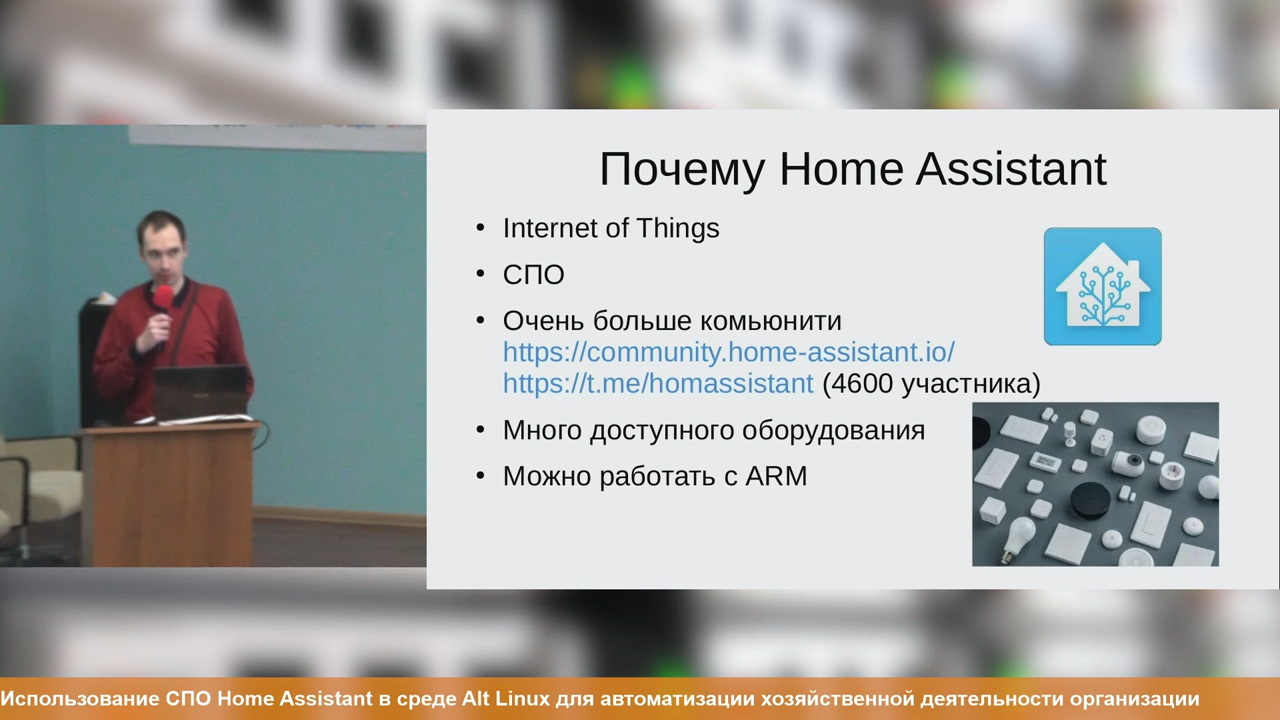 Почему Home Assistant
• Internet of Things
• СПО
• Очень больше комьюнити
https://community.home-assistant.io/
https://t.me/homassistant (4600 участника)
• Много доступного оборудования
• Можно работать с ARM
Использование СПО Home Assistant в среде Alt Linux для автоматизации хозяйственной деятельности организации